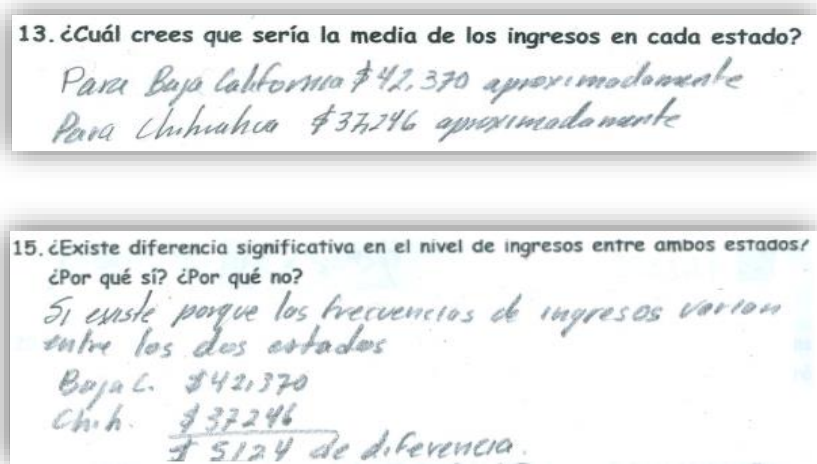 13. ¿Cuál crees que sería la media de los ingresos en cada estado?
Para Baja California $42,370 aproximadamente
Para Chihuahua $37,246 aproximadamente
15. ¿Existe diferencia significativa en el nivel de ingresos entre ambos estados?
¿Por qué sí? ¿Por qué no?
Si existe porque las frecuencias de ingresos varian
entre los dos estados
Baja C. $42,370
Chih. $37246
$5124 de diferencia.